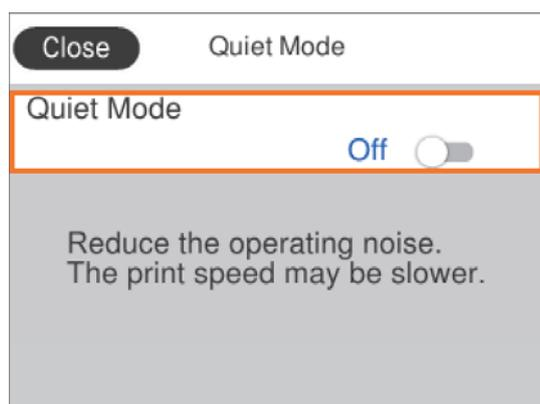 Close
Quiet Mode
Quiet Mode
Off
Reduce the operating noise.
The print speed may be slower.